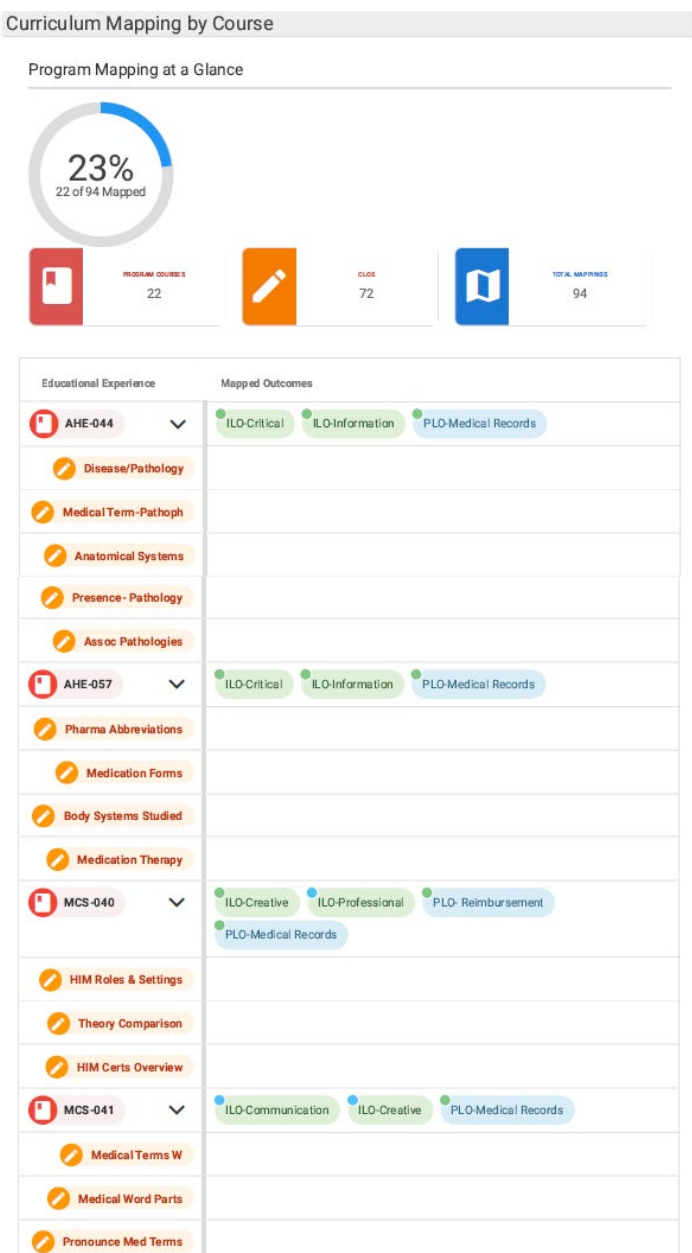 Curriculum Mapping by Course
Program Mapping at a Glance
23%
22 of 94 Mapped
PROGRAM COURSES
22
CLOS
72
TOTAL MAPPINGS
94
Educational Experience Mapped Outcomes
AHE-044 ILO-Critical ILO-Information PLO-Medical Records
Disease/Pathology
Medical Term-Pathoph
Anatomical Systems
Presence- Pathology
Assoc Pathologies
AHE-057 ILO-Critical ILO-Information PLO-Medical Records
Pharma Abbreviations
Medication Forms
Body Systems Studied
Medication Therapy
MCS-040 ILO-Creative ILO-Professional PLO- Reimbursement
PLO-Medical Records
HIM Roles & Settings
Theory Comparison
HIM Certs Overview
MCS-041 ILO-Communication ILO-Creative PLO-Medical Records
Medical Terms W
Medical Word Parts
Pronounce Med Terms